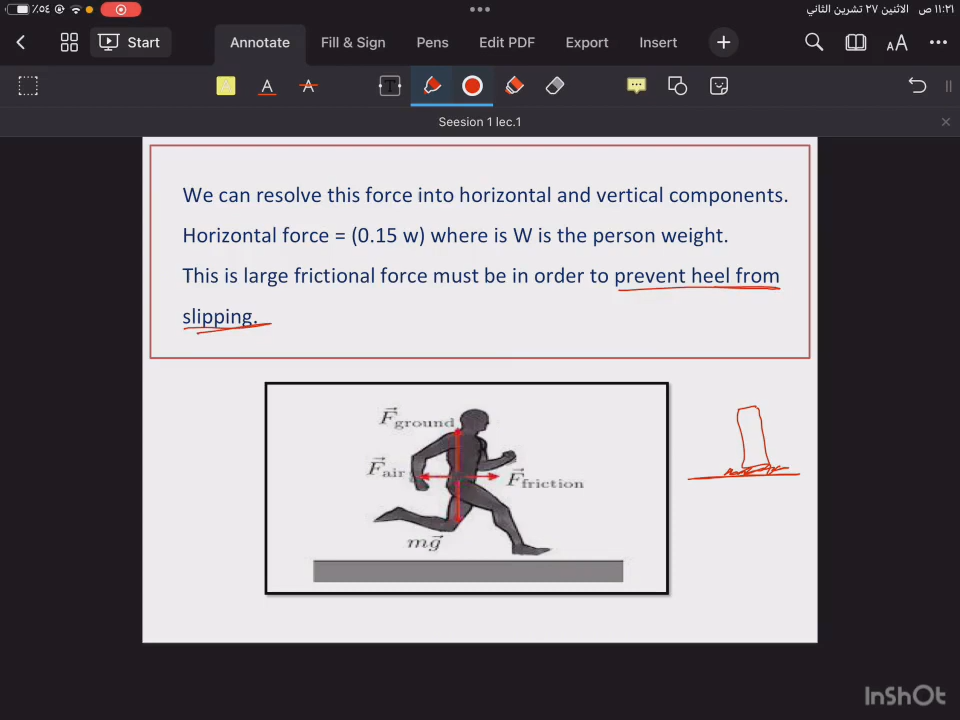 ٪٥٤ الاثنين ٢٧ تشرين الثاني ١١:٢١ ص
Start Annotate Fill & Sign Pens Edit PDF Export Insert
A A T A A
Seesion 1 lec.1
We can resolve this force into horizontal and vertical components.
Horizontal force = (0.15 w) where is W is the person weight.
This is large frictional force must be in order to prevent heel from
slipping.
F ground
F air
F friction
mg
InShOt